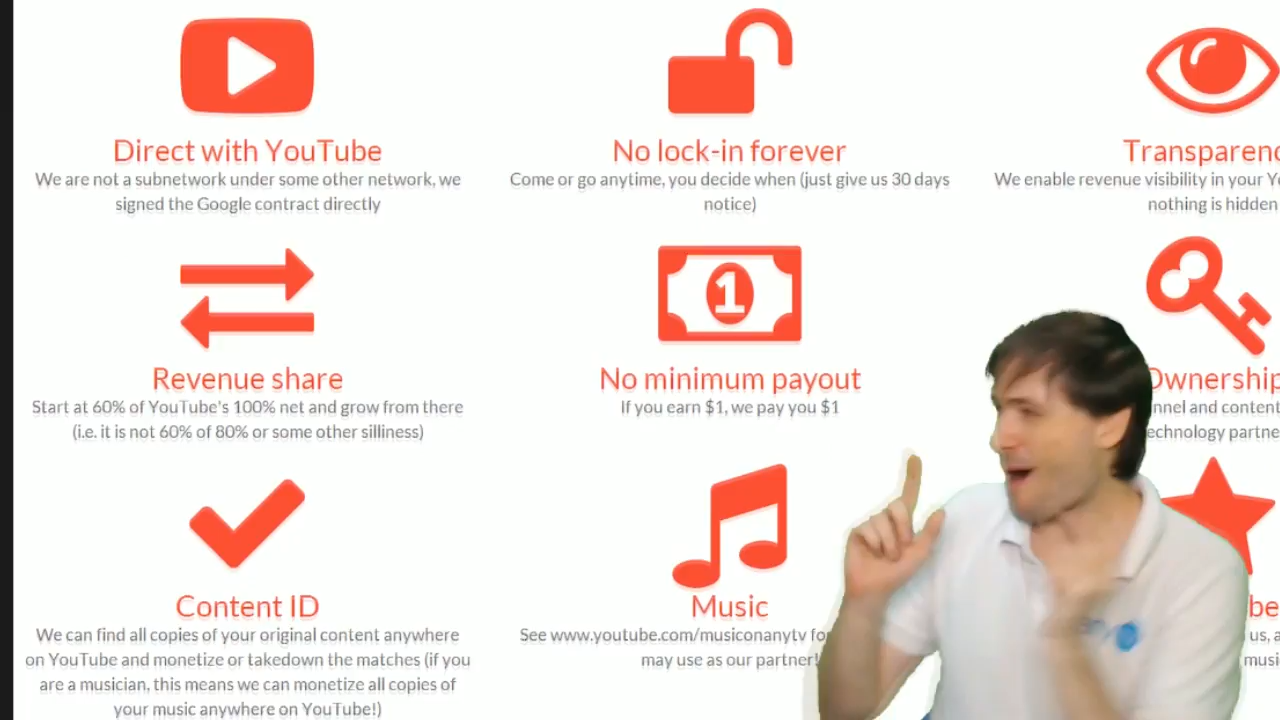 Direct with YouTube
We are not a subnetwork under some other network, we
signed the Google contract directly
No lock-in forever
Come or go anytime, you decide when (just give us 30 days
notice)
We enable revenue visibility in your
nothing is hidden
Revenue share
Start at 60% of YouTube's 100% net and grow from there
(i.e. it is not 60% of 80% or some other silliness)
1
No minimum payout
If you earn $1, we pay you $1
Ownership
and content
Content ID
We can find all copies of your original content anywhere
on YouTube and monetize or takedown the matches (if you
are a musician, this means we can monetize all copies of
your music anywhere on YouTube!)
Music
See www.youtube.com/musiconanytv
may use as our partner!
us,